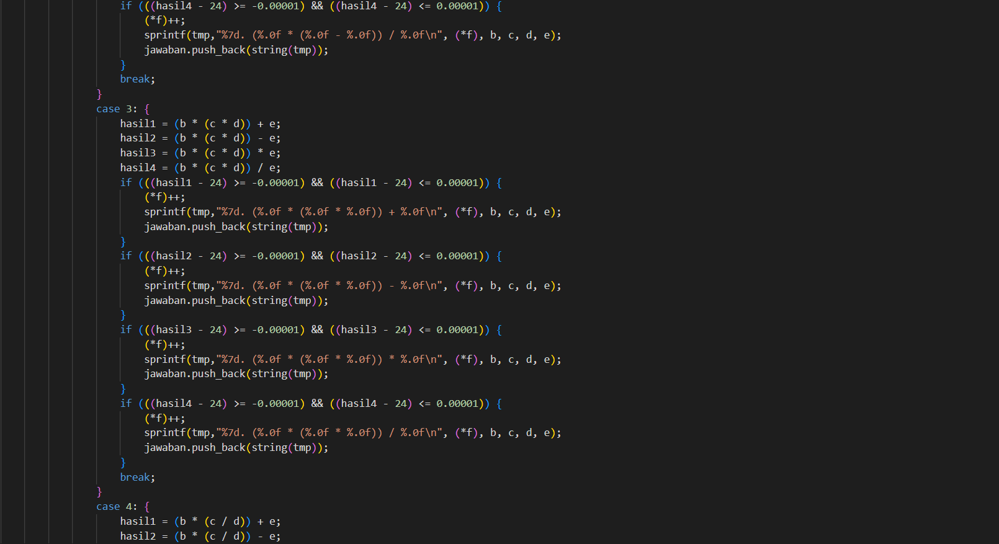 if (((hasil4 - 24) >= -0.00001) && ((hasil4 - 24) <= 0.00001)) {
(*f)++;
sprintf(tmp,"%7d. (%.0f * (%.0f - %.0f)) / %.0f\n", (*f), b, c, d, e);
jawaban.push_back(string(tmp));
}
break;
}
case 3: {
hasil1 = (b * (c * d)) + e;
hasil2 = (b * (c * d)) - e;
hasil3 = (b * (c * d)) * e;
hasil4 = (b * (c * d)) / e;
if (((hasil1 - 24) >= -0.00001) && ((hasil1 - 24) <= 0.00001)) {
(*f)++;
sprintf(tmp,"%7d. (%.0f * (%.0f * %.0f)) + %.0f\n", (*f), b, c, d, e);
jawaban.push_back(string(tmp));
}
if (((hasil2 - 24) >= -0.00001) && ((hasil2 - 24) <= 0.00001)) {
(*f)++;
sprintf(tmp,"%7d. (%.0f * (%.0f * %.0f)) - %.0f\n", (*f), b, c, d, e);
jawaban.push_back(string(tmp));
}
if (((hasil3 - 24) >= -0.00001) && ((hasil3 - 24) <= 0.00001)) {
(*f)++;
sprintf(tmp,"%7d. (%.0f * (%.0f * %.0f)) * %.0f\n", (*f), b, c, d, e);
jawaban.push_back(string(tmp));
}
if (((hasil4 - 24) >= -0.00001) && ((hasil4 - 24) <= 0.00001)) {
(*f)++;
sprintf(tmp,"%7d. (%.0f * (%.0f * %.0f)) / %.0f\n", (*f), b, c, d, e);
jawaban.push_back(string(tmp));
}
break;
}
case 4: {
hasil1 = (b * (c / d)) + e;
hasil2 = (b * (c / d)) - e;